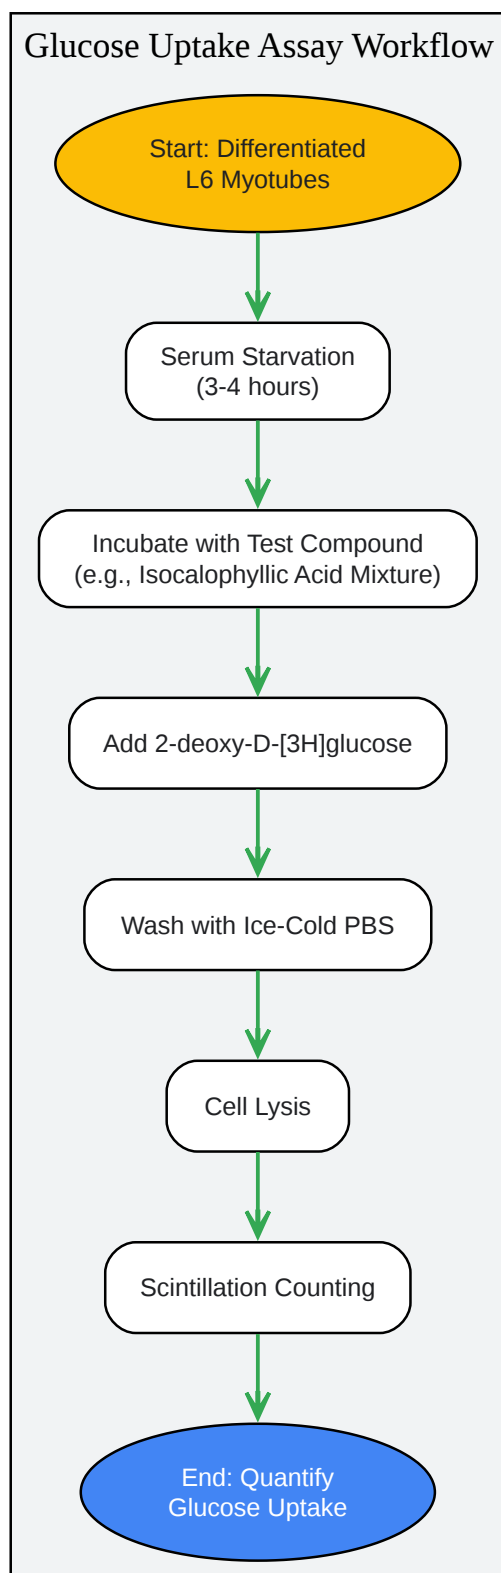 Glucose Uptake Assay Workflow
Start: Differentiated
L6 Myotubes
Serum Starvation
(3-4 hours)
Incubate with Test Compound
(e.g., Isocalophyllic Acid Mixture)
Add 2-deoxy-D-[3H]glucose
Wash with Ice-Cold PBS
Cell Lysis
Scintillation Counting
End: Quantify
Glucose Uptake